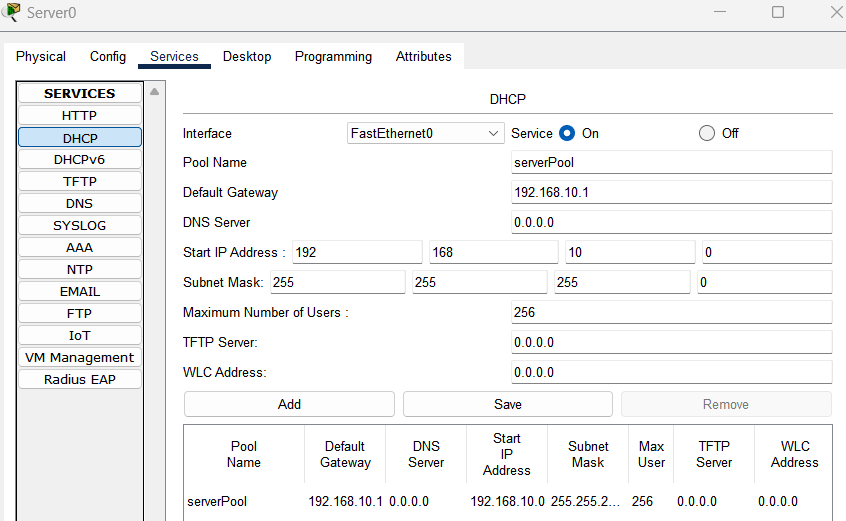 Server0
Physical Config Services Desktop Programming Attributes
SERVICES
HTTP
DHCP
DHCPv6
TFTP
DNS
SYSLOG
AAA
NTP
EMAIL
FTP
IoT
VM Management
Radius EAP
DHCP
Interface FastEthernet0 Service On Off
Pool Name serverPool
Default Gateway 192.168.10.1
DNS Server 0.0.0.0
Start IP Address : 192 168 10 0
Subnet Mask: 255 255 255 0
Maximum Number of Users : 256
TFTP Server: 0.0.0.0
WLC Address: 0.0.0.0
Add Save Remove
Pool Name Default Gateway DNS Server Start IP Address Subnet Mask Max User TFTP Server WLC Address
serverPool 192.168.10.1 0.0.0.0 192.168.10.0 255.255.2... 256 0.0.0.0 0.0.0.0